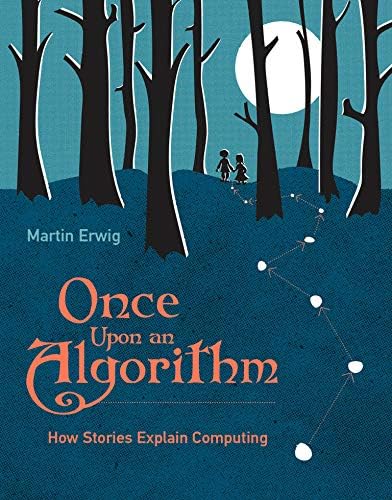 Martin Erwig
Once
Upon an
Algorithm
How Stories Explain Computing